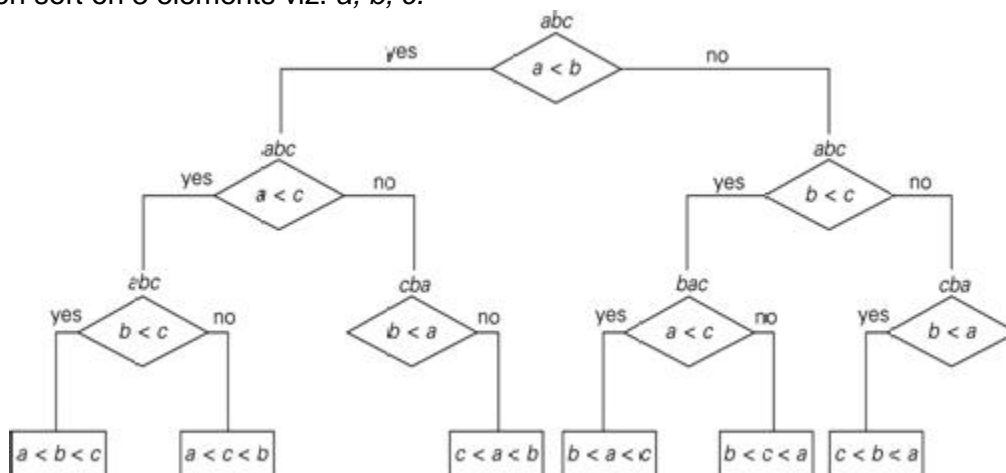 sort on 3 elements viz. a, b, c.
abc
yes a < b no
abc abc
yes a < c no yes b < c no
abc cba bac cba
yes b < c no b < a no yes a < c no yes b < a
a < b < c a < c < b c < a < b b < a < c b < c < a c < b < a